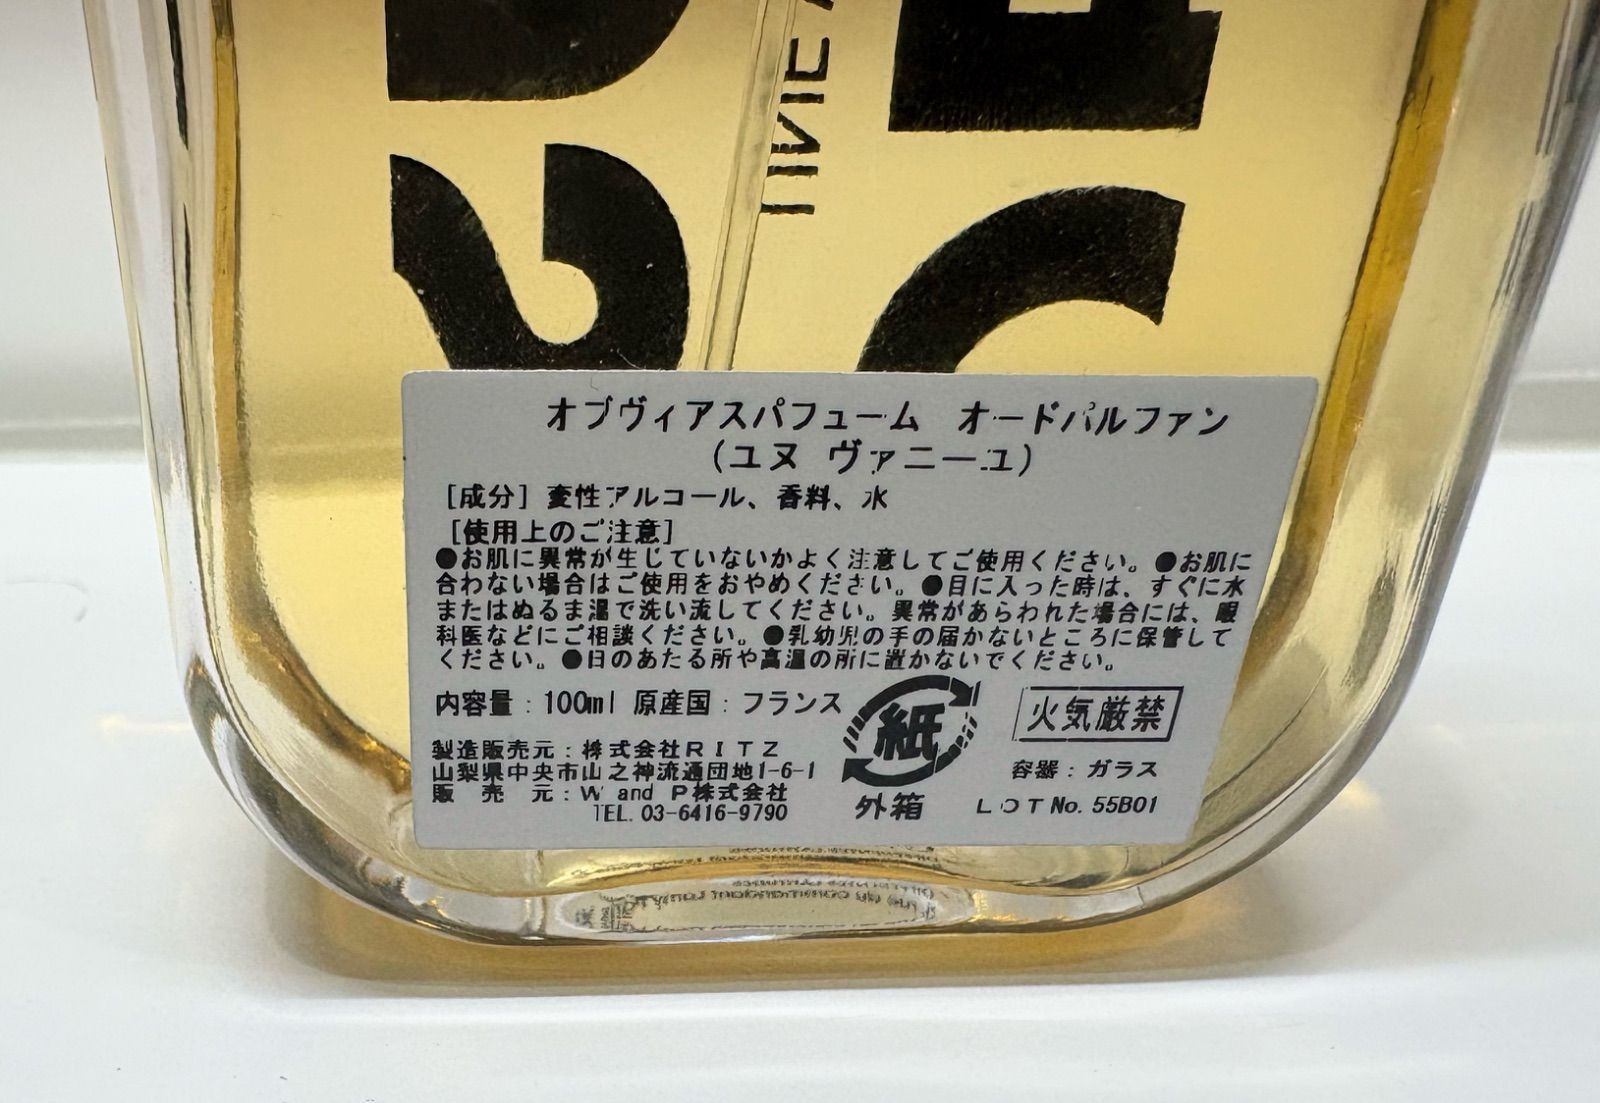 オブヴィアスパフューム オードパルファン
(ユヌ ヴァニーユ)
[成分] 変性アルコール、香料、水
[使用上のご注意]
●お肌に異常が生じていないかよく注意してご使用ください。●お肌に
合わない場合はご使用をおやめください。●目に入った時は、すぐに水
またはぬるま湯で洗い流してください。異常があらわれた場合には、眼
科医などにご相談ください。●乳幼児の手の届かないところに保管して
ください。●日のあたる所や高温の所に置かないでください。
内容量:100ml 原産国:フランス
製造販売元:株式会社RITZ
山梨県中央市山之神流通団地1-6-1
販 売 元:W and P株式会社
TEL. 03-6416-9790
紙
外箱
火気厳禁
容器:ガラス
LOT No. 55B01